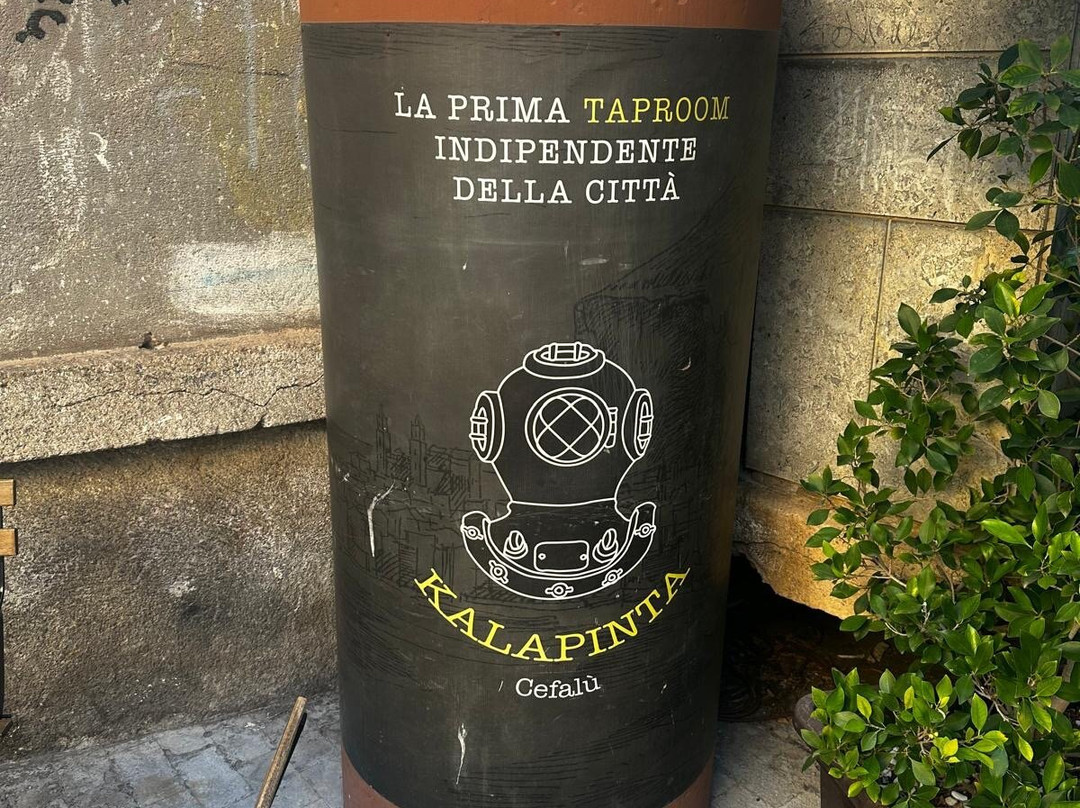 LA PRIMA TAPROOM
INDIPENDENTE
DELLA CITTÀ
KALAPINTA
Cefalù